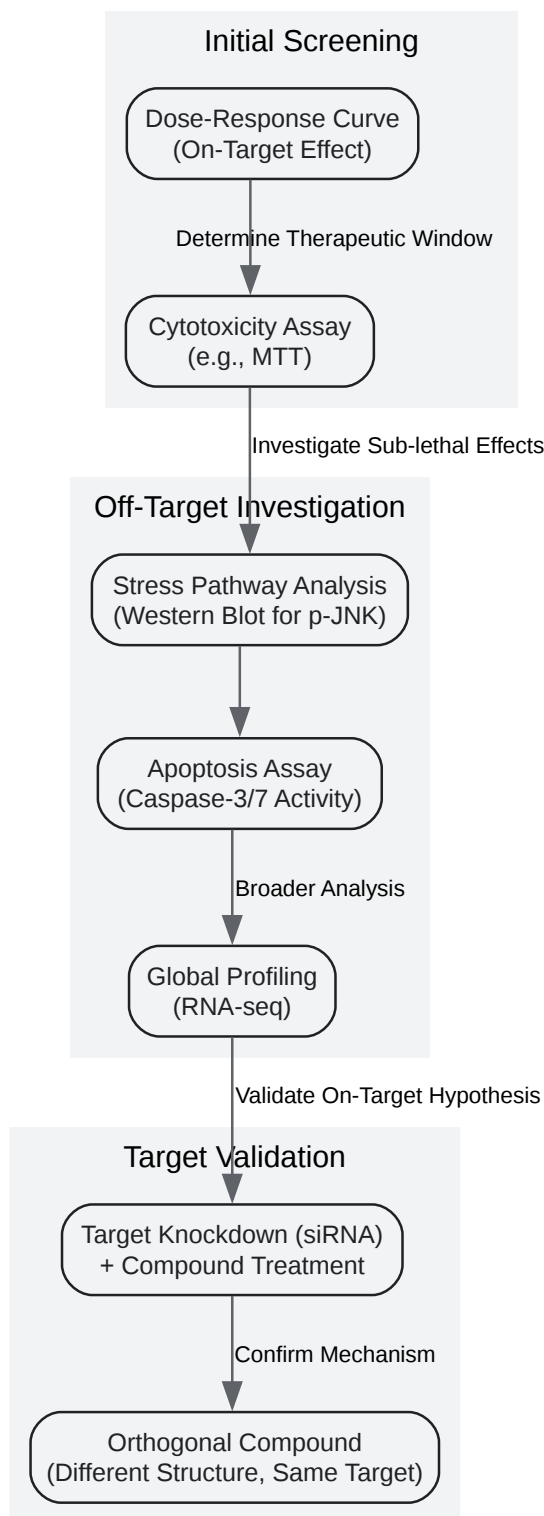 Initial Screening
Dose-Response Curve
(On-Target Effect)
Determine Therapeutic Window
Cytotoxicity Assay
(e.g., MTT)
Investigate Sub-lethal Effects
Off-Target Investigation
Stress Pathway Analysis
(Western Blot for p-JNK)
Apoptosis Assay
(Caspase-3/7 Activity)
Broader Analysis
Global Profiling
(RNA-seq)
Validate On-Target Hypothesis
Target Validation
Target Knockdown (siRNA)
+ Compound Treatment
Confirm Mechanism
Orthogonal Compound
(Different Structure, Same Target)